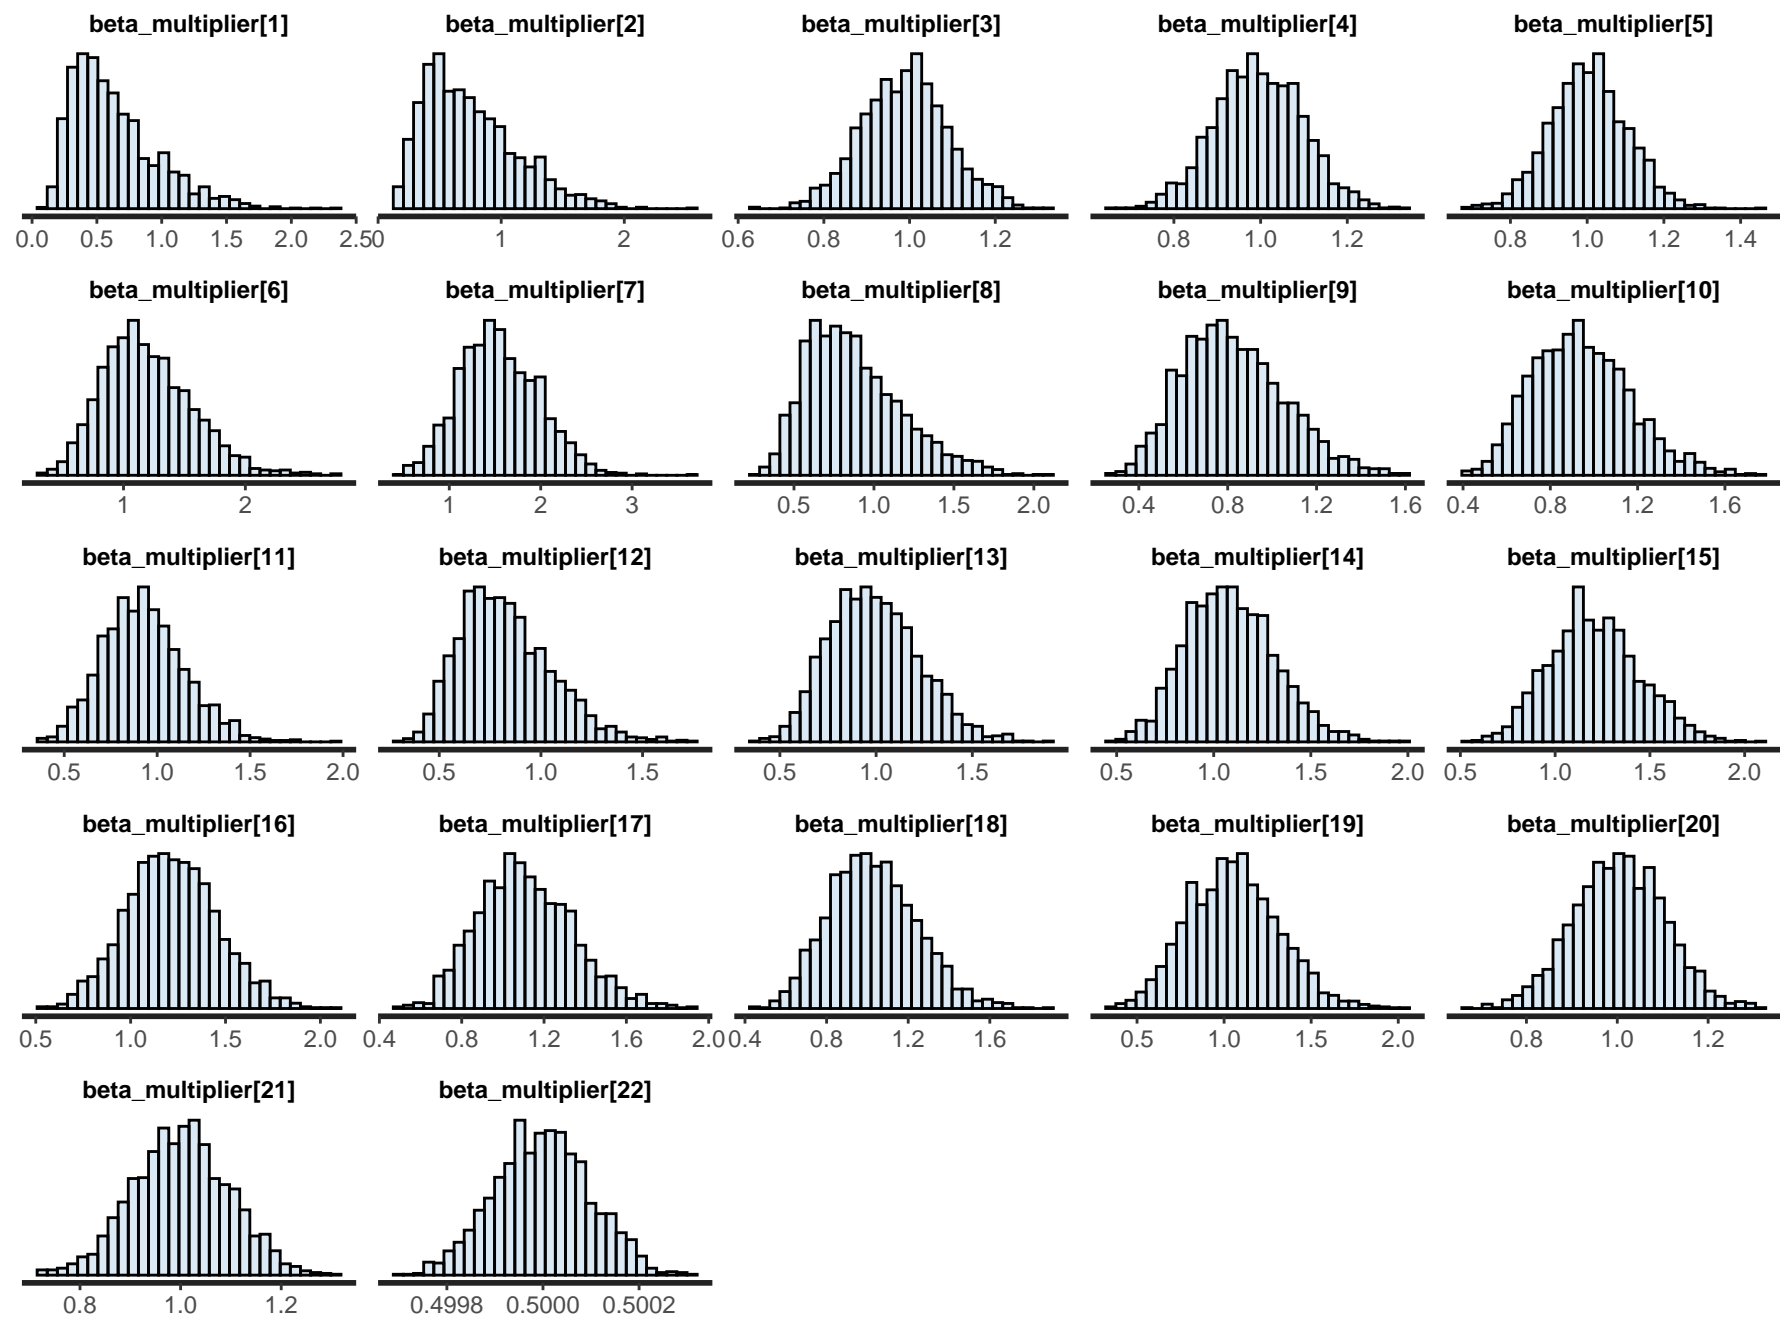 beta_multiplier[1] beta_multiplier[2] beta_multiplier[3] beta_multiplier[4] beta_multiplier[5]
0.0 0.5 1.0 1.5 2.0 2.5 0 1 2 0.6 0.8 1.0 1.2 0.8 1.0 1.2 0.8 1.0 1.2 1.4
beta_multiplier[6] beta_multiplier[7] beta_multiplier[8] beta_multiplier[9] beta_multiplier[10]
1 2 1 2 3 0.5 1.0 1.5 2.0 0.4 0.8 1.2 1.6 0.4 0.8 1.2 1.6
beta_multiplier[11] beta_multiplier[12] beta_multiplier[13] beta_multiplier[14] beta_multiplier[15]
0.5 1.0 1.5 2.0 0.5 1.0 1.5 0.5 1.0 1.5 0.5 1.0 1.5 2.0 0.5 1.0 1.5 2.0
beta_multiplier[16] beta_multiplier[17] beta_multiplier[18] beta_multiplier[19] beta_multiplier[20]
0.5 1.0 1.5 2.0 0.4 0.8 1.2 1.6 2.0 0.4 0.8 1.2 1.6 0.5 1.0 1.5 2.0 0.8 1.0 1.2
beta_multiplier[21] beta_multiplier[22]
0.8 1.0 1.2 0.4998 0.5000 0.5002